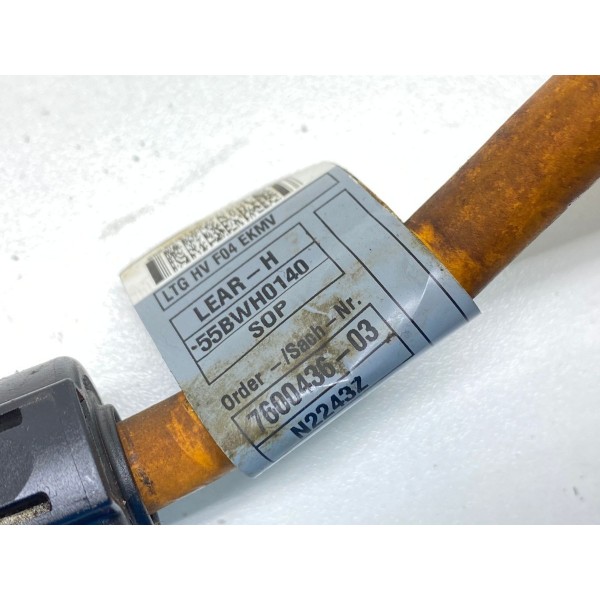 LTG HV F04 EKMV
LEAR-H
-55BWH0140
SOP
Order -/Sach-Nr.
7600436-03
N2243Z